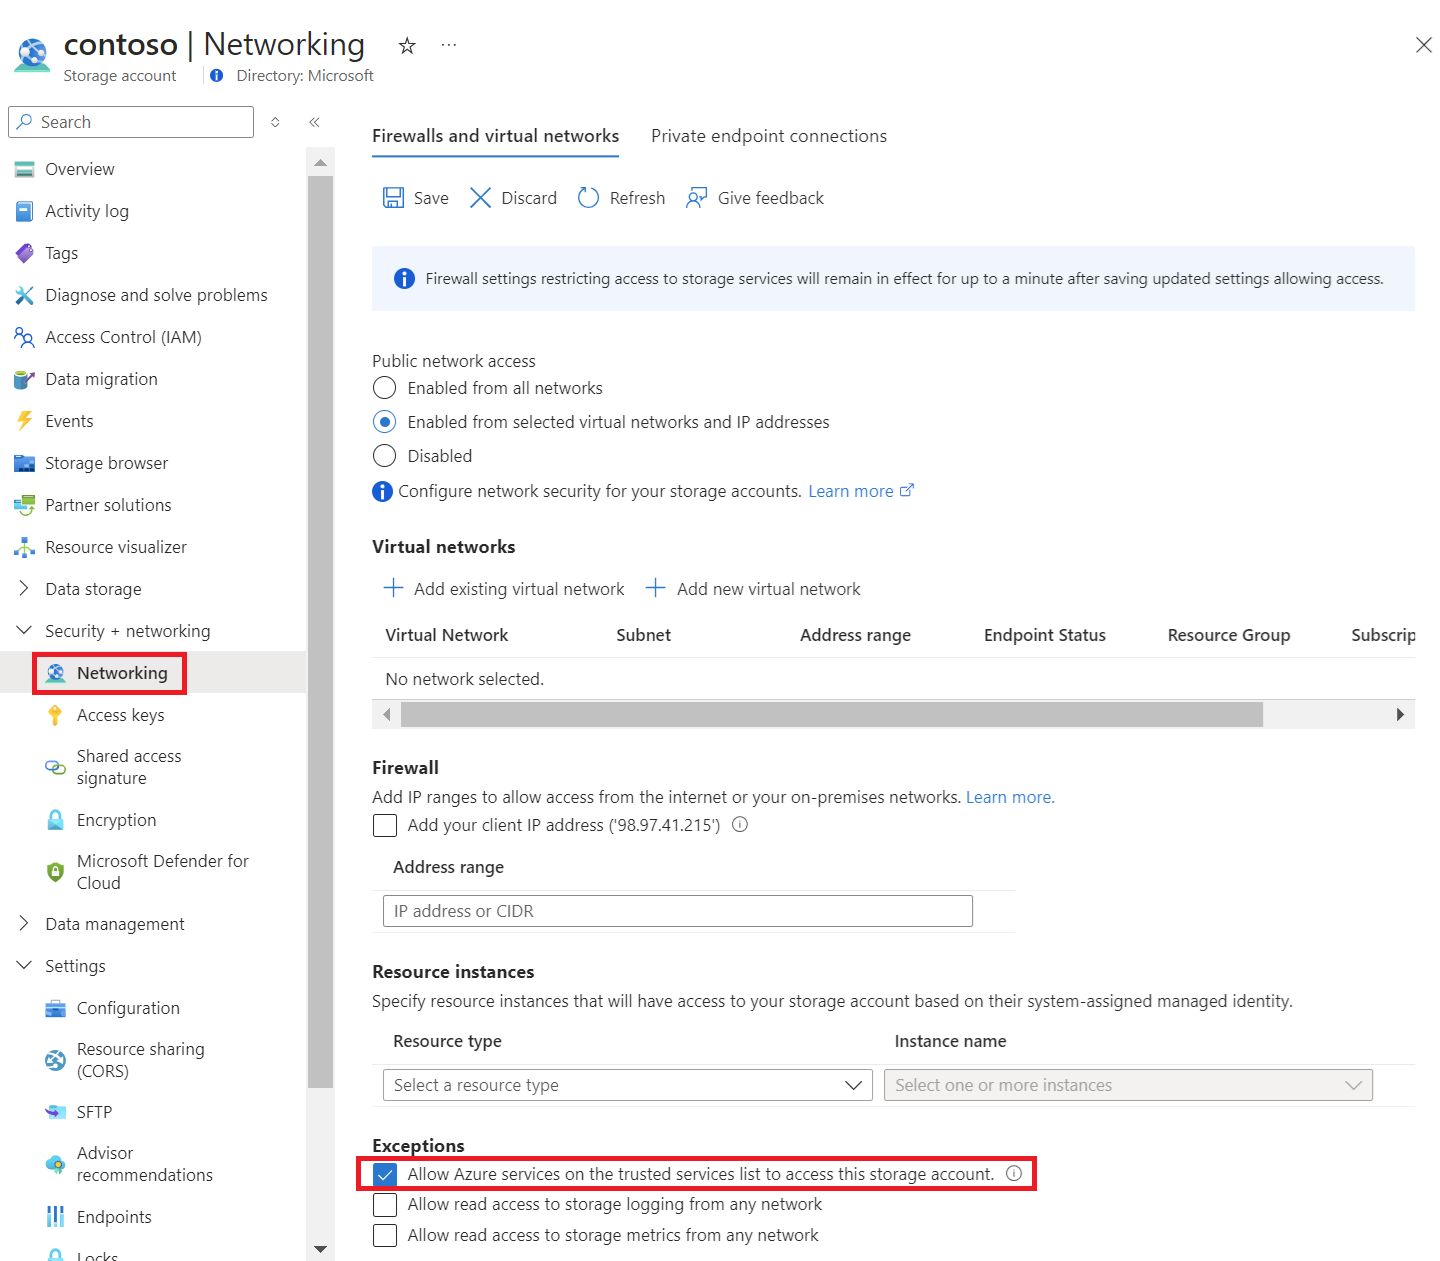 contoso | Networking
Storage account
Directory: Microsoft
Search
Overview
Activity log
Tags
Diagnose and solve problems
Access Control (IAM)
Data migration
Events
Storage browser
Partner solutions
Resource visualizer
Data storage
Security + networking
Networking
Access keys
Shared access
signature
Encryption
Microsoft Defender for
Cloud
Data management
Settings
Configuration
Resource sharing
(CORS)
SFTP
Advisor
recommendations
Endpoints
Locks
Firewalls and virtual networks
Private endpoint connections
Save
Discard
Refresh
Give feedback
Firewall settings restricting access to storage services will remain in effect for up to a minute after saving updated settings allowing access.
Public network access
Enabled from all networks
Enabled from selected virtual networks and IP addresses
Disabled
Configure network security for your storage accounts. Learn more
Virtual networks
Add existing virtual network
Add new virtual network
Virtual Network Subnet Address range Endpoint Status Resource Group Subscrip
No network selected.
Firewall
Add IP ranges to allow access from the internet or your on-premises networks. Learn more.
Add your client IP address ('98.97.41.215')
Address range
IP address or CIDR
Resource instances
Specify resource instances that will have access to your storage account based on their system-assigned managed identity.
Resource type Instance name
Select a resource type Select one or more instances
Exceptions
Allow Azure services on the trusted services list to access this storage account.
Allow read access to storage logging from any network
Allow read access to storage metrics from any network